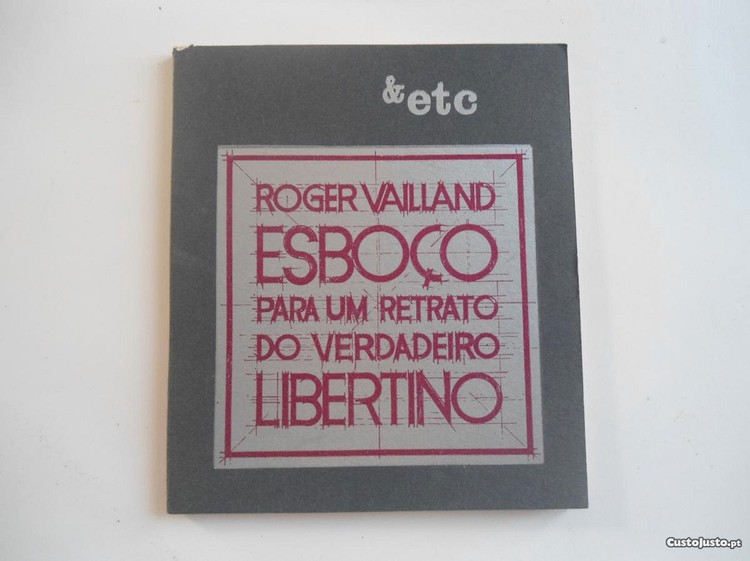 & etc
ROGER VAILLAND
ESBOÇO
PARA UM RETRATO
DO VERDADEIRO
LIBERTINO
CustoJusto.pt